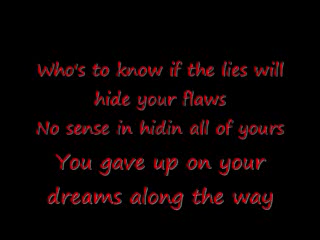 Who's to know if the lies will
hide your flaws
No sense in hidin all of yours
You gave up on your
dreams along the way